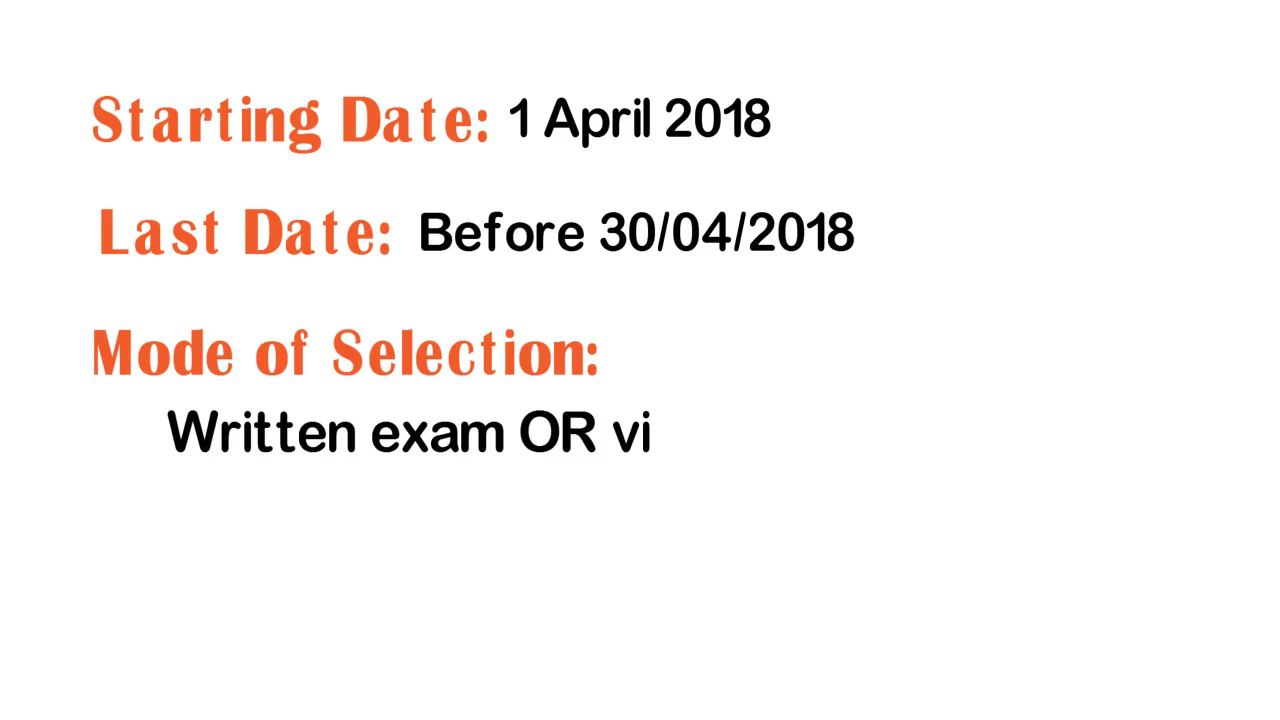 Starting Date: 1 April 2018
Last Date: Before 30/04/2018
Mode of Selection:
Written exam OR vi